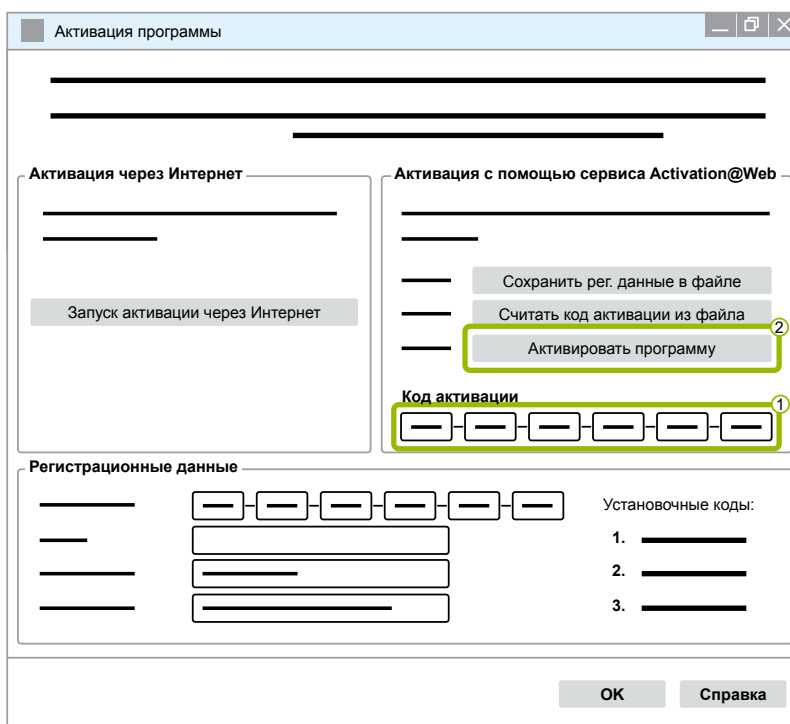 Активация программы
Активация через Интернет
Запуск активации через Интернет
Активация с помощью сервиса Activation@Web
Сохранить рег. данные в файле
Считать код активации из файла
2
Активировать программу
Код активации
1
Регистрационные данные
Установочные коды:
1.
2.
3.
OK
Справка